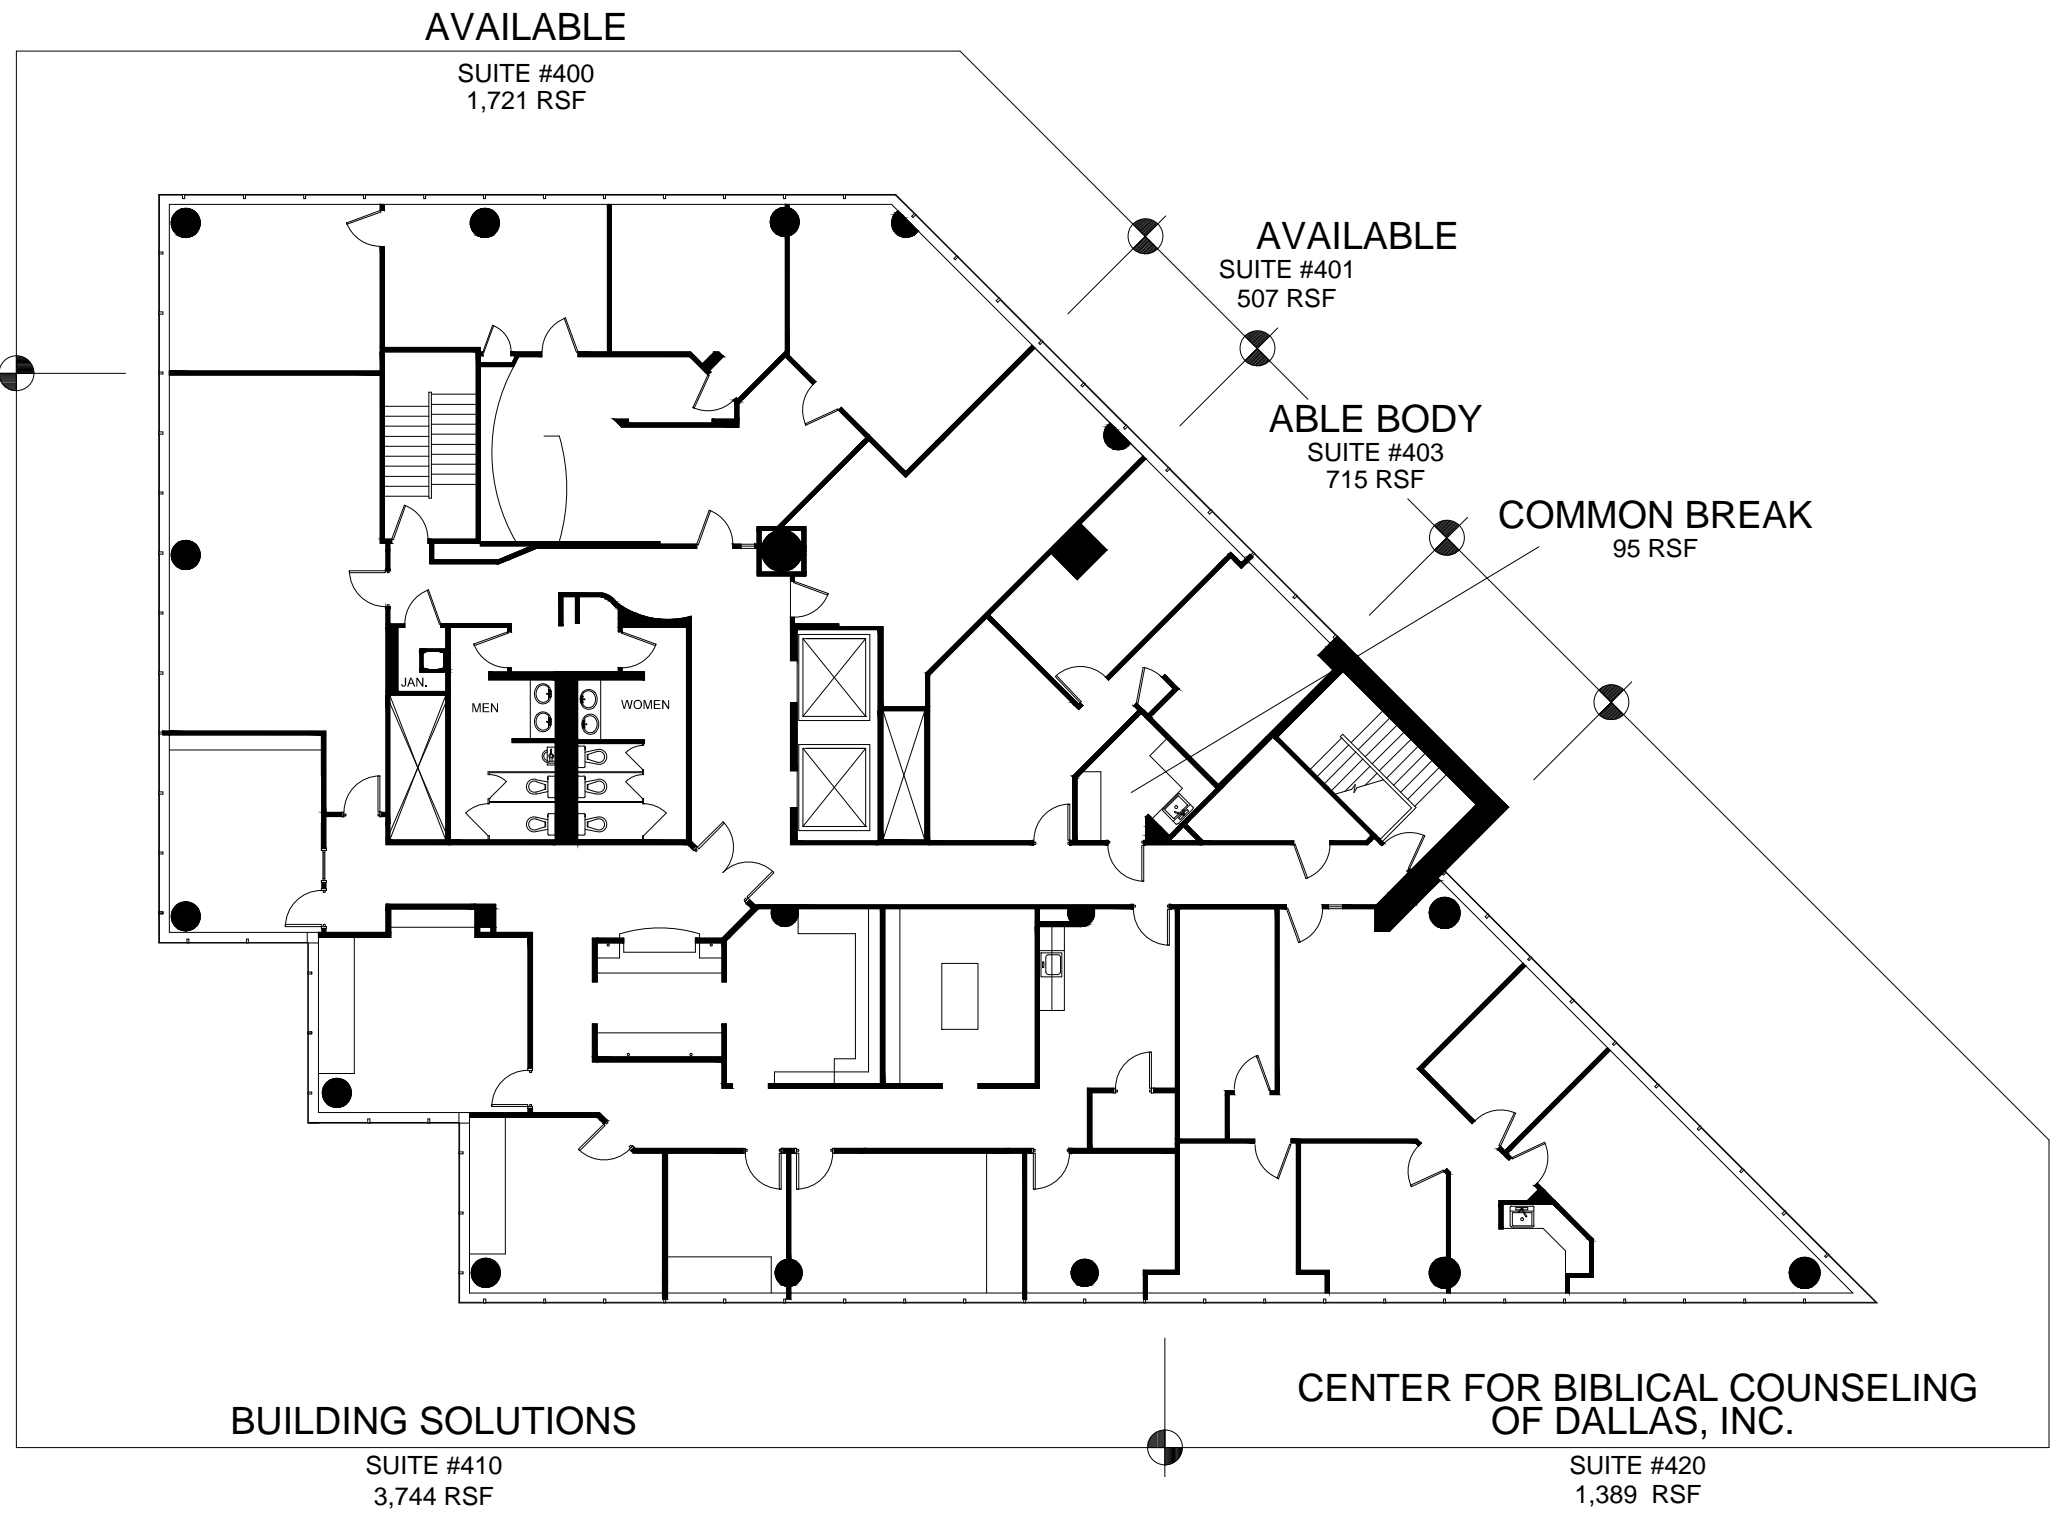 AVAILABLE
SUITE #400
1,721 RSF
AVAILABLE
SUITE #401
507 RSF
ABLE BODY
SUITE #403
715 RSF
COMMON BREAK
95 RSF
JAN.
MEN
WOMEN
BUILDING SOLUTIONS
SUITE #410
3,744 RSF
CENTER FOR BIBLICAL COUNSELING
OF DALLAS, INC.
SUITE #420
1,389 RSF